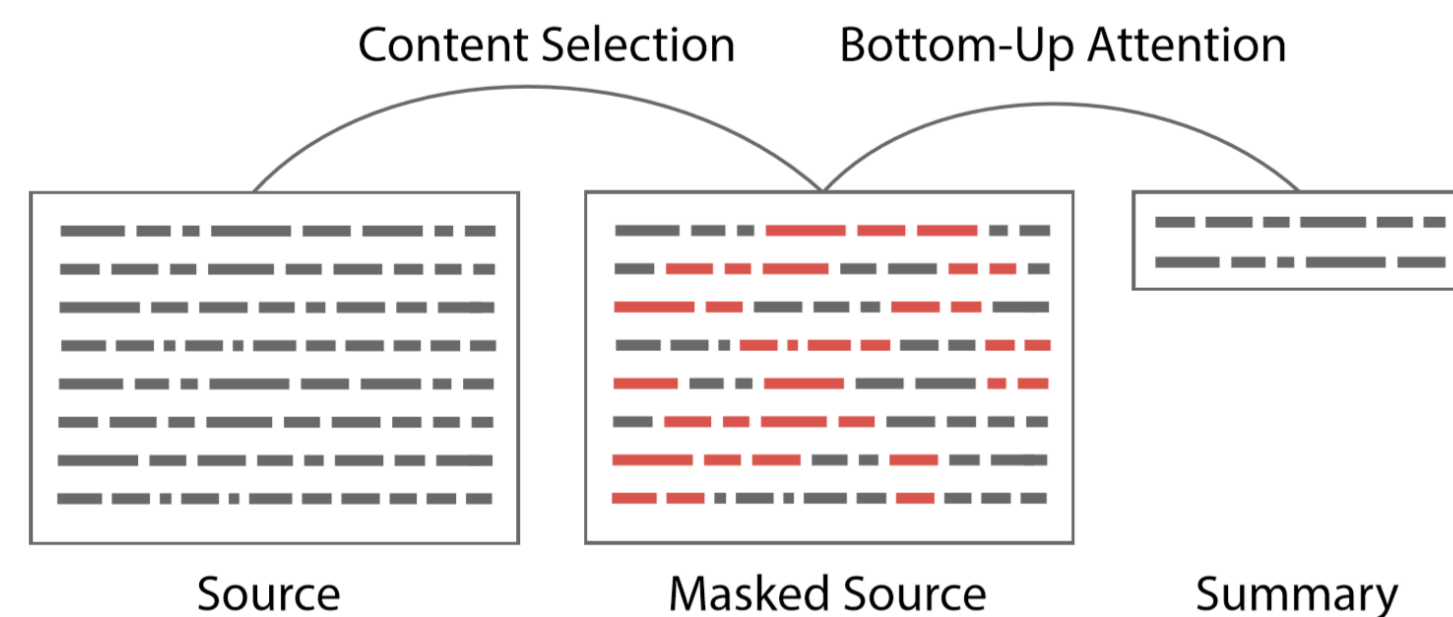 Content Selection
Bottom-Up Attention
Source
Masked Source
Summary